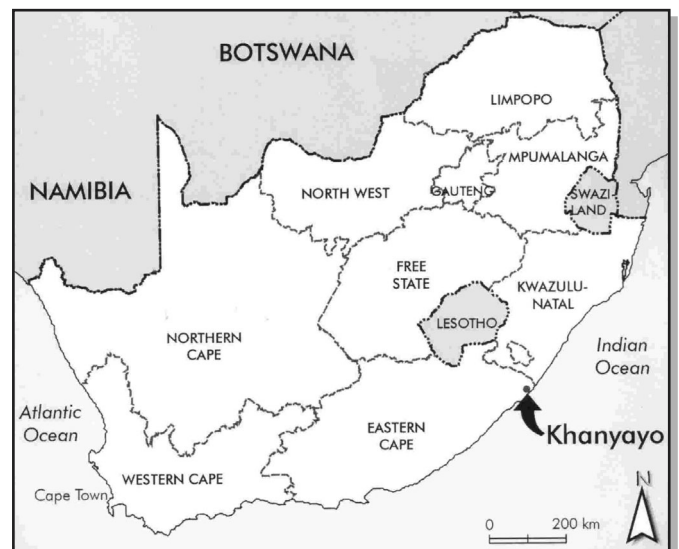 BOTSWANA
LIMPOPO
MPUMALANGA
NAMIBIA
NORTH WEST
GAUTENG
SWAZI-
LAND
FREE
STATE
KWAZULU-
NATAL
LESOTHO
NORTHERN
CAPE
Indian
Ocean
Atlantic
Ocean
EASTERN
CAPE
Khanyayo
WESTERN CAPE
Cape Town
N
0 200 km